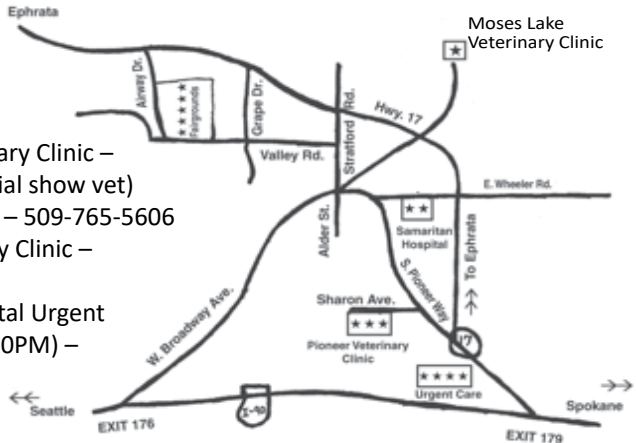 Ephrata
Moses Lake
Veterinary Clinic
★
Airway Dr.
★★★★★
Fairgrounds
Grape Dr.
Stratford Rd.
Hwy. 17
ary Clinic –
Valley Rd.
ial show vet)
E. Wheeler Rd.
– 509-765-5606
★★
Samaritan
Hospital
Alder St.
y Clinic –
To Ephrata
S. Pioneer Way
Sharon Ave.
tal Urgent
★★★
W. Broadway Ave.
0PM) –
Pioneer Veterinary
Clinic
17
★★★★
Urgent Care
Seattle
I-90
Spokane
EXIT 176
EXIT 179